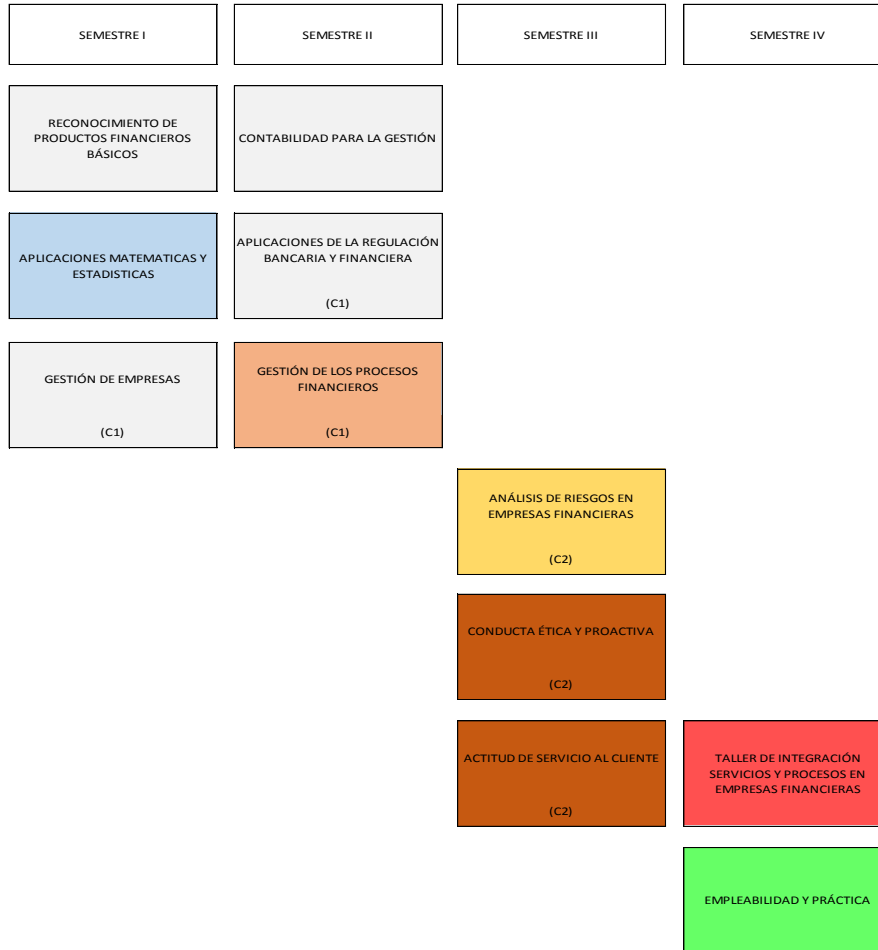 SEMESTRE I
SEMESTRE II
SEMESTRE III
SEMESTRE IV
RECONOCIMIENTO DE
PRODUCTOS FINANCIEROS
BÁSICOS
CONTABILIDAD PARA LA GESTIÓN
APLICACIONES MATEMATICAS Y
ESTADISTICAS
APLICACIONES DE LA REGULACIÓN
BANCARIA Y FINANCIERA
(C1)
GESTIÓN DE EMPRESAS
(C1)
GESTIÓN DE LOS PROCESOS
FINANCIEROS
(C1)
ANÁLISIS DE RIESGOS EN
EMPRESAS FINANCIERAS
(C2)
CONDUCTA ÉTICA Y PROACTIVA
(C2)
ACTITUD DE SERVICIO AL CLIENTE
(C2)
TALLER DE INTEGRACIÓN
SERVICIOS Y PROCESOS EN
EMPRESAS FINANCIERAS
EMPLEABILIDAD Y PRÁCTICA